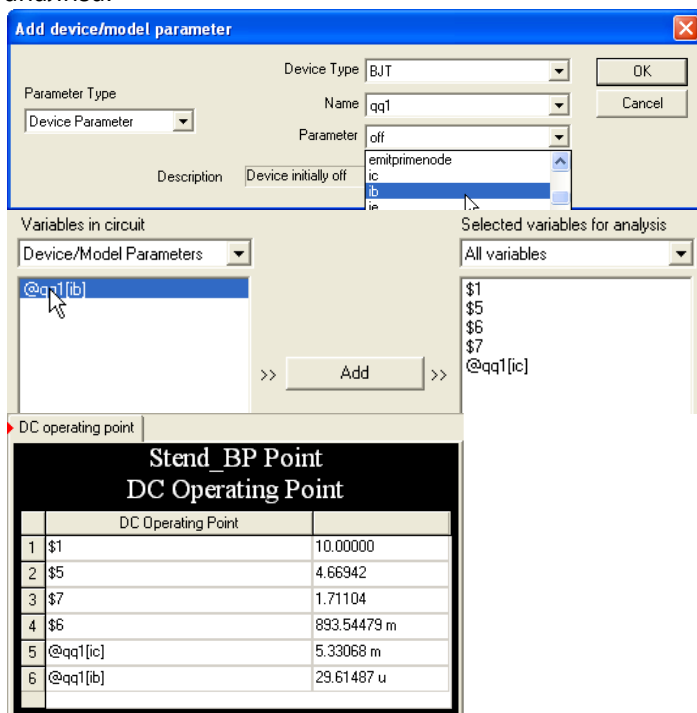 анализ.
Add device/model parameter
Device Type BJT OK
Parameter Type Name qq1 Cancel
Device Parameter Parameter off
emitprimenode
Description Device initially off ic
ib
ie
Variables in circuit Selected variables for analysis
Device/Model Parameters All variables
@qq1[ib] $1
$5
$6
$7
>> Add >> @qq1[ic]
DC operating point
Stend_BP Point
DC Operating Point
DC Operating Point
1 $1 10.00000
2 $5 4.66942
3 $7 1.71104
4 $6 893.54479 m
5 @qq1[ic] 5.33068 m
6 @qq1[ib] 29.61487 u